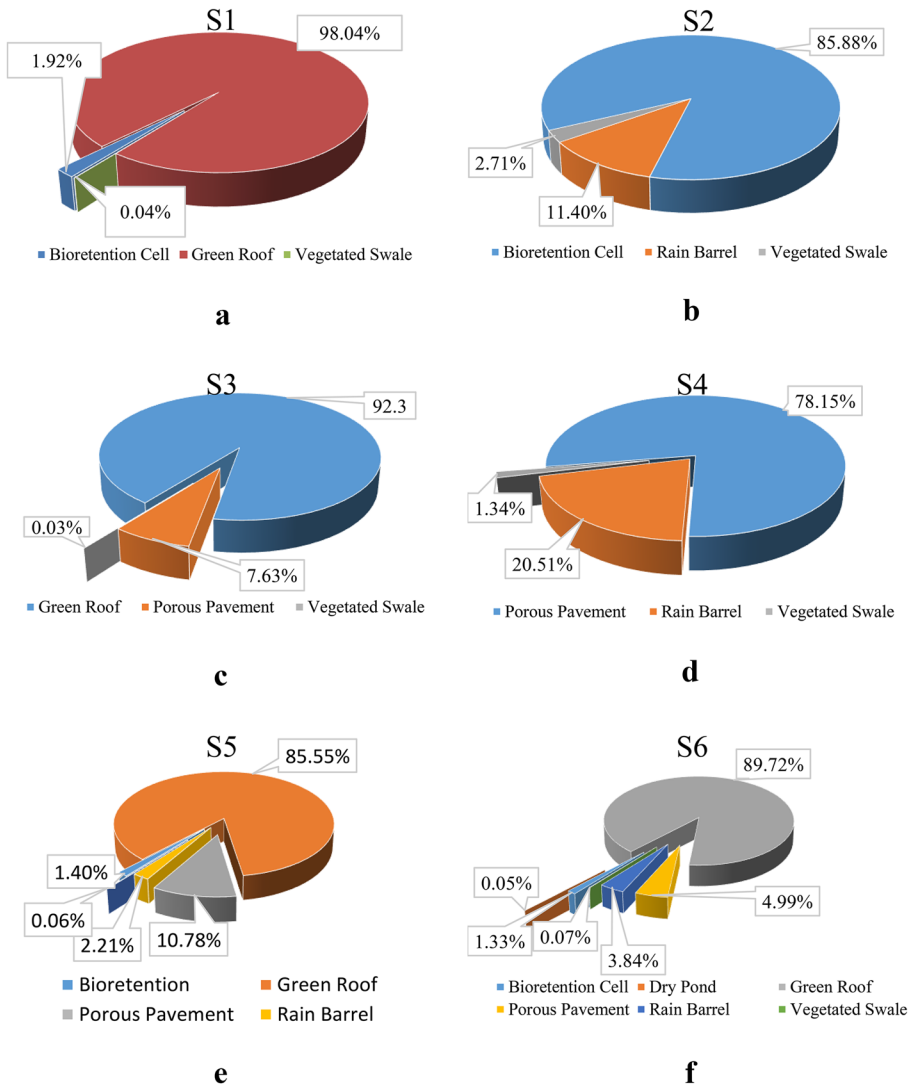 S1
98.04%
1.92%
0.04%
Bioretention Cell Green Roof Vegetated Swale
a
S2
85.88%
2.71%
11.40%
Bioretention Cell Rain Barrel Vegetated Swale
b
S3
92.3
0.03%
7.63%
Green Roof Porous Pavement Vegetated Swale
c
S4
78.15%
1.34%
20.51%
Porous Pavement Rain Barrel Vegetated Swale
d
S5
85.55%
1.40%
0.06%
2.21%
10.78%
Bioretention Green Roof
Porous Pavement Rain Barrel
e
S6
89.72%
0.05%
1.33%
0.07%
3.84%
4.99%
Bioretention Cell Dry Pond Green Roof
Porous Pavement Rain Barrel Vegetated Swale
f